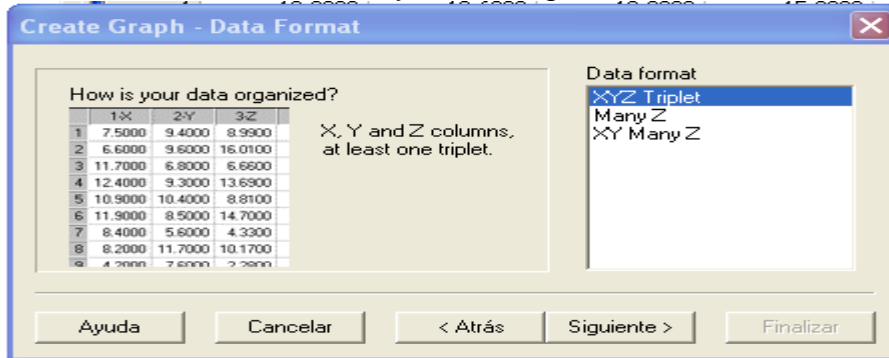 Create Graph - Data Format
How is your data organized?
1-X 2-Y 3-Z
1 7.5000 9.4000 8.9900
2 6.6000 9.6000 16.0100
3 11.7000 6.8000 6.6600
4 12.4000 9.3000 13.6900
5 10.9000 10.4000 8.8100
6 11.9000 8.5000 14.7000
7 8.4000 5.6000 4.3300
8 8.2000 11.7000 10.1700
X, Y and Z columns,
at least one triplet.
Data format
XYZ Triplet
Many Z
XY Many Z
Ayuda
Cancelar
< Atrás
Siguiente >
Finalizar